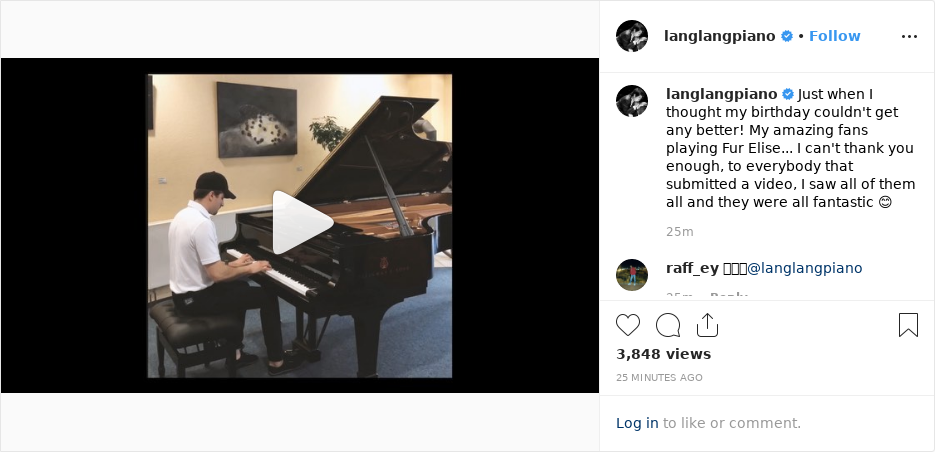 langlangpiano • Follow
langlangpiano Just when I
thought my birthday couldn't get
any better! My amazing fans
playing Fur Elise... I can't thank you
enough, to everybody that
submitted a video, I saw all of them
all and they were all fantastic 😊
25m
raff_ey @langlangpiano
25m Reply
3,848 views
25 MINUTES AGO
Log in to like or comment.